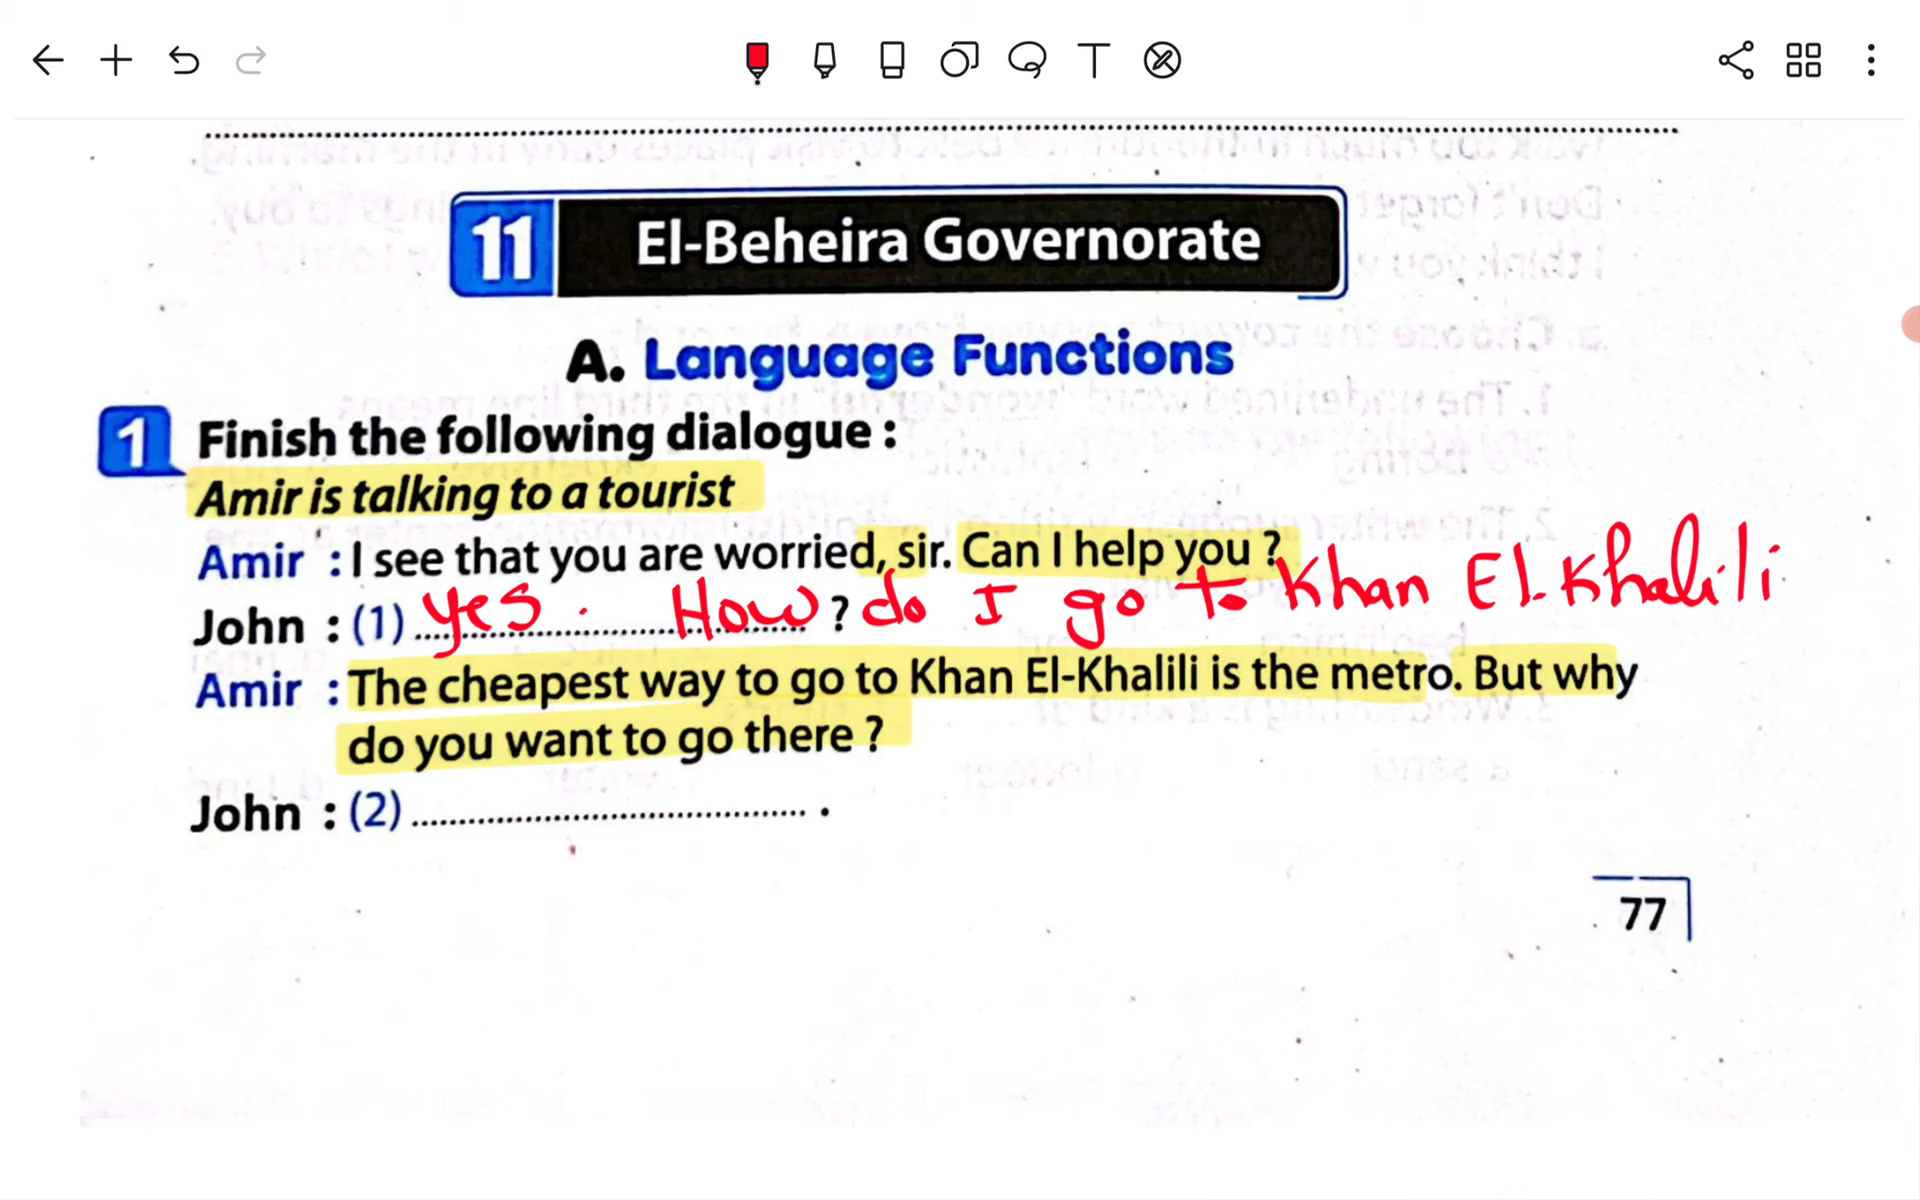 11 El-Beheira Governorate
A. Language Functions
1 Finish the following dialogue :
Amir is talking to a tourist
Amir : I see that you are worried, sir. Can I help you ?
John : (1) yes . How ? do I go to Khan El-Khalili
Amir : The cheapest way to go to Khan El-Khalili is the metro. But why
do you want to go there ?
John : (2) .
77